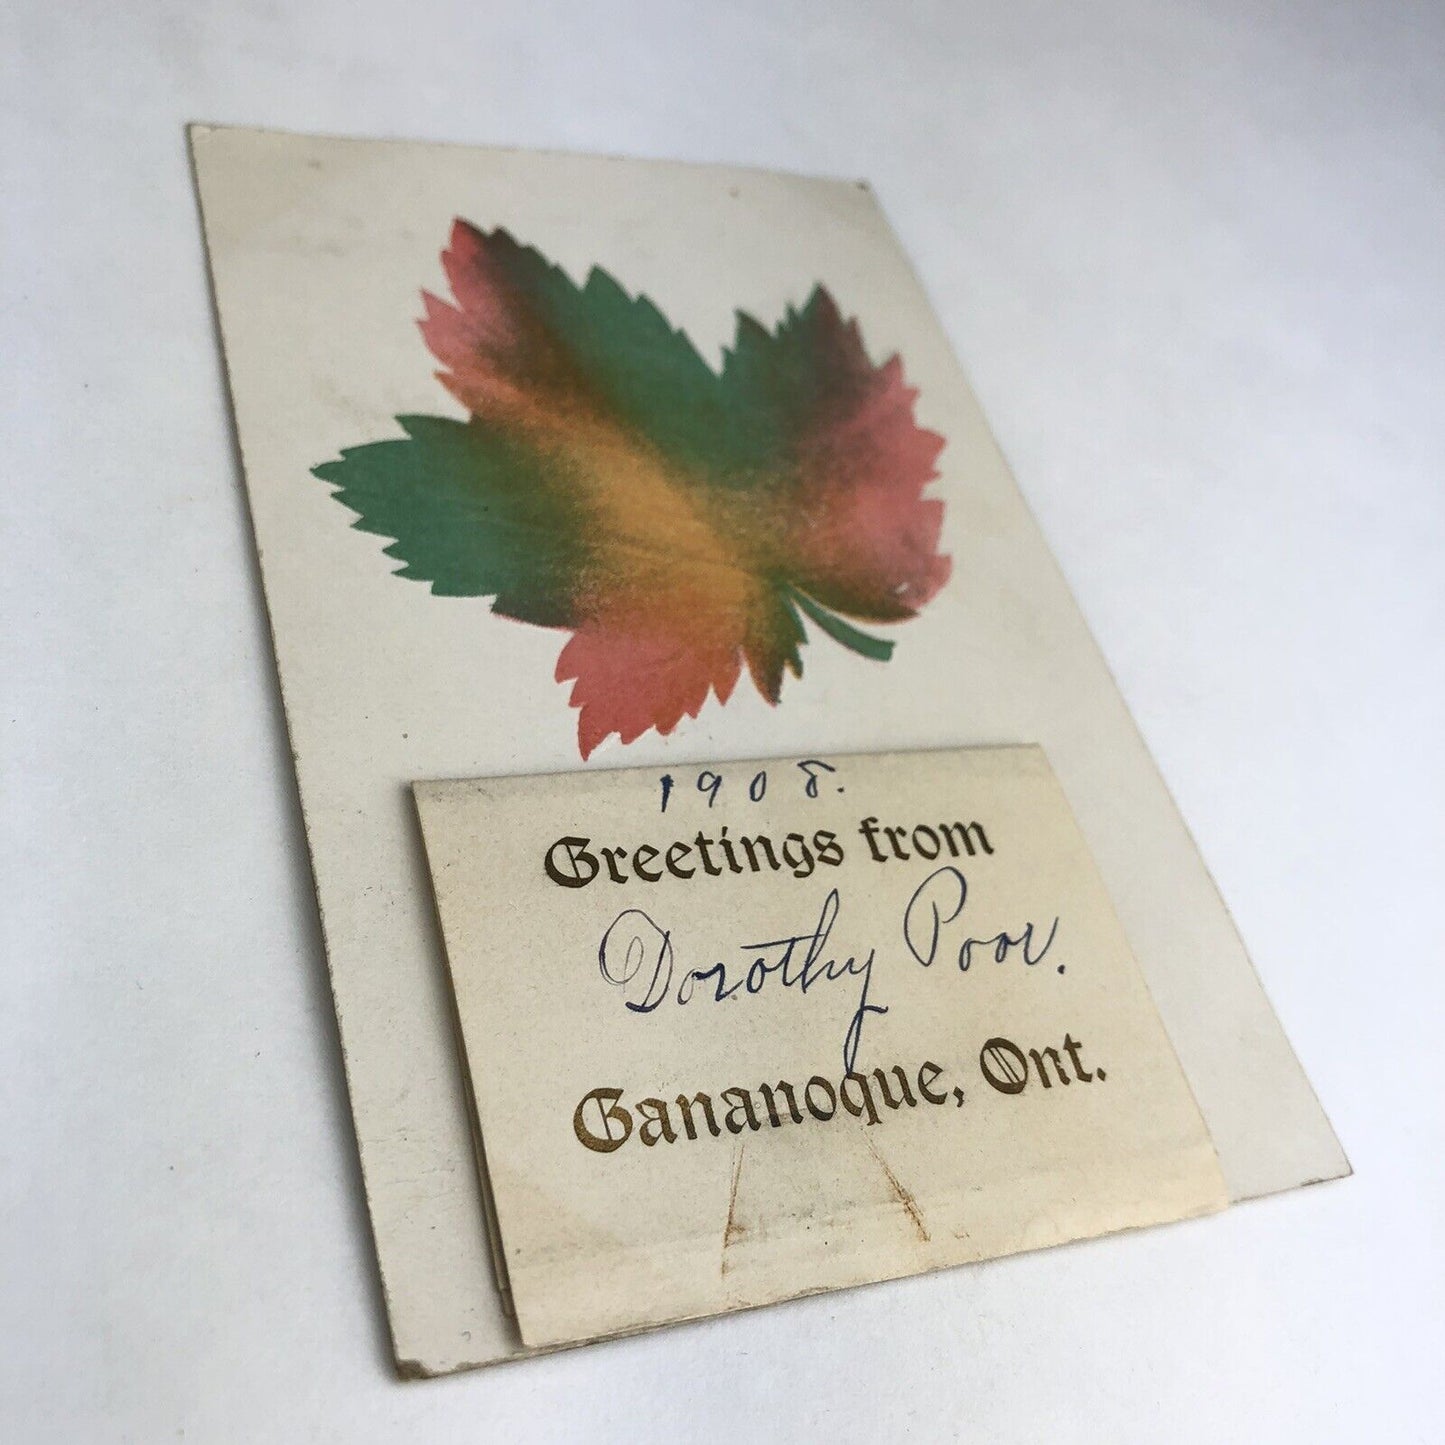 1908.
Greetings from
Dorothy Poor.
Gananoque, Ont.